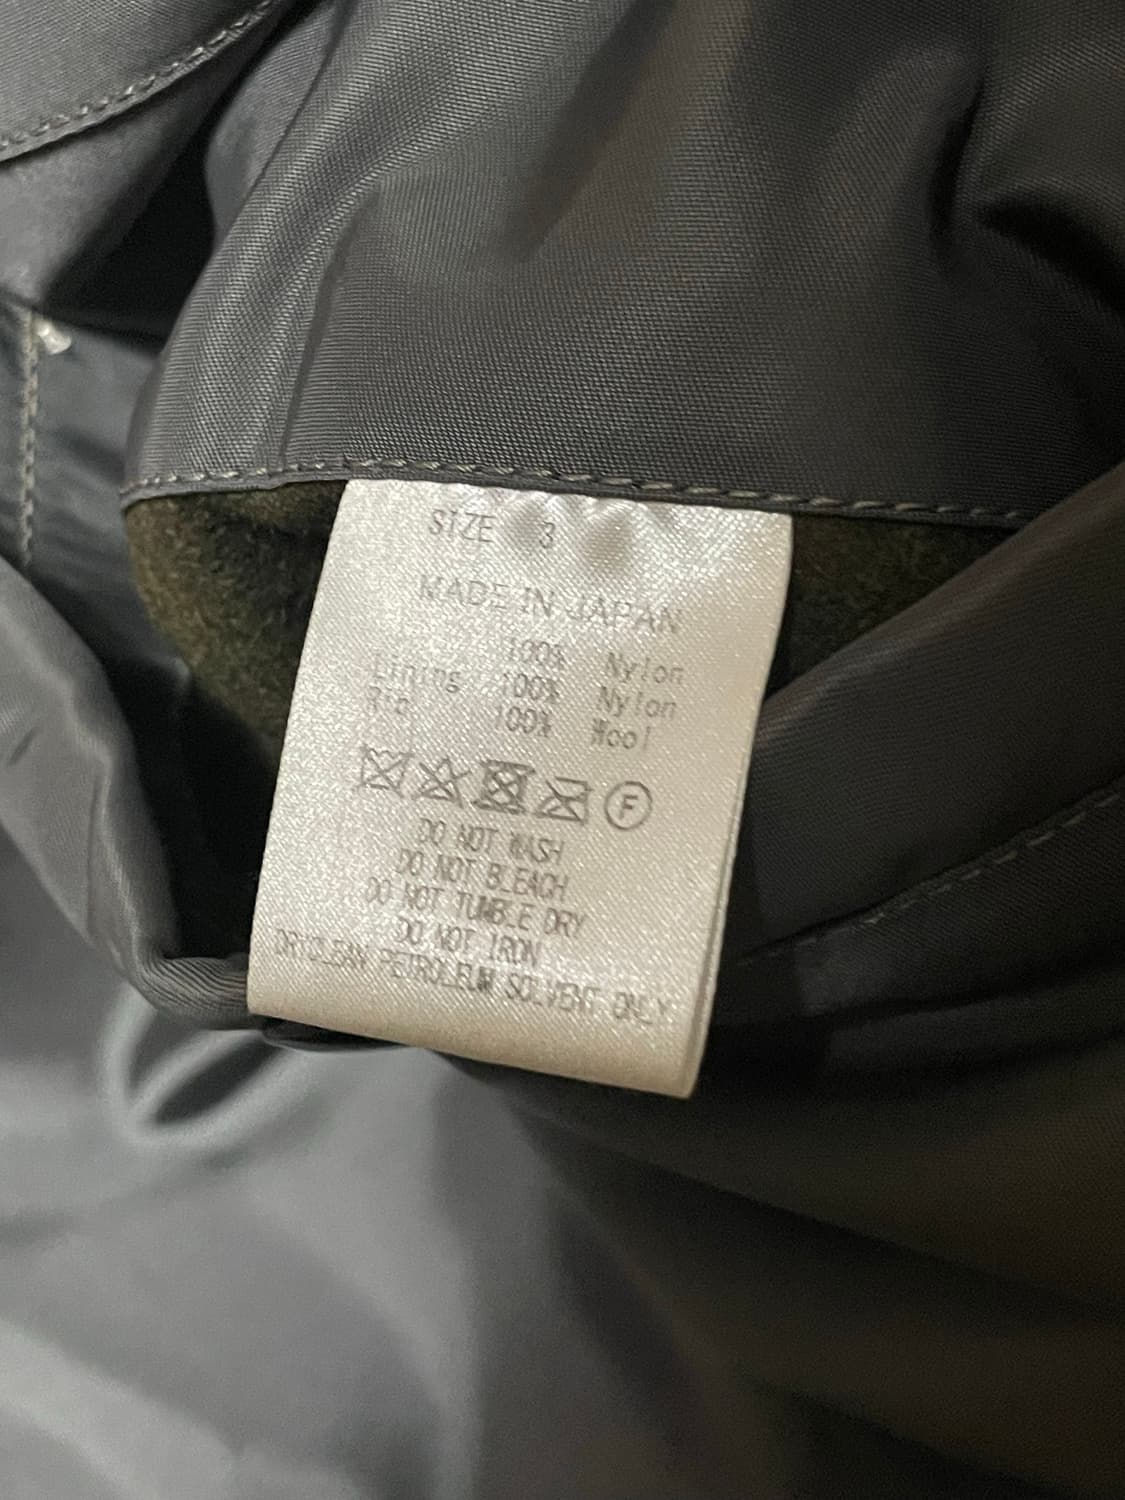 SIZE 3
MADE IN JAPAN
100% Nylon
Lining 100% Nylon
Rib 100% Wool
F
DO NOT WASH
DO NOT BLEACH
DO NOT TUMBLE DRY
DO NOT IRON
DRYCLEAN PETROLEUM SOLVENT ONLY